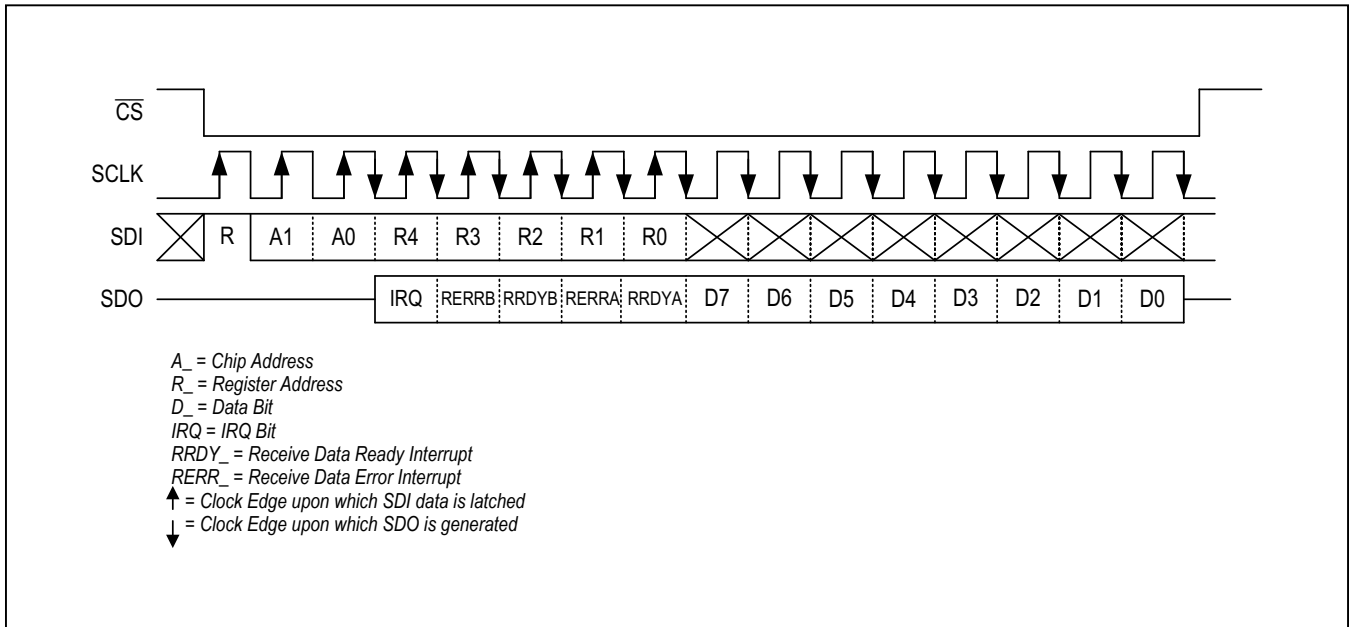 CS
SCLK
SDI R A1 A0 R4 R3 R2 R1 R0
SDO IRQ RERRB RRDYB RERRA RRDYA D7 D6 D5 D4 D3 D2 D1 D0
A_ = Chip Address
R_ = Register Address
D_ = Data Bit
IRQ = IRQ Bit
RRDY_ = Receive Data Ready Interrupt
RERR_ = Receive Data Error Interrupt
= Clock Edge upon which SDI data is latched
= Clock Edge upon which SDO is generated